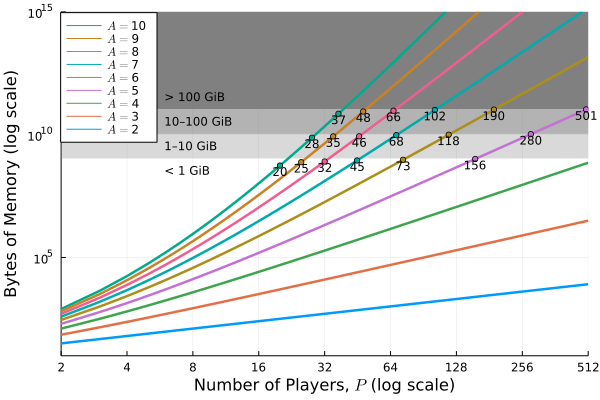 10^15
A = 10
A = 9
A = 8
A = 7
A = 6
A = 5
A = 4
A = 3
A = 2
> 100 GiB
10–100 GiB
1–10 GiB
< 1 GiB
37 48 66 102 190 501
28 35 46 68 118 280
20 25 32 45 73 156
10^10
10^5
Bytes of Memory (log scale)
2 4 8 16 32 64 128 256 512
Number of Players, P (log scale)